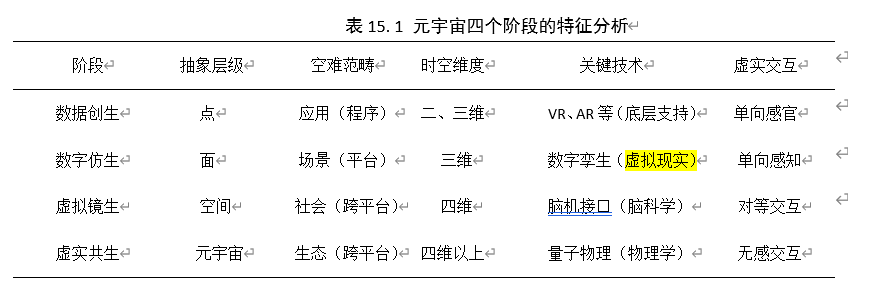 表 15.1 元宇宙四个阶段的特征分析
阶段 抽象层级 空难范畴 时空维度 关键技术 虚实交互
数据创生 点 应用（程序） 二、三维 VR、AR 等（底层支持） 单向感官
数字仿生 面 场景（平台） 三维 数字孪生（虚拟现实） 单向感知
虚拟镜生 空间 社会（跨平台） 四维 脑机接口（脑科学） 对等交互
虚实共生 元宇宙 生态（跨平台） 四维以上 量子物理（物理学） 无感交互